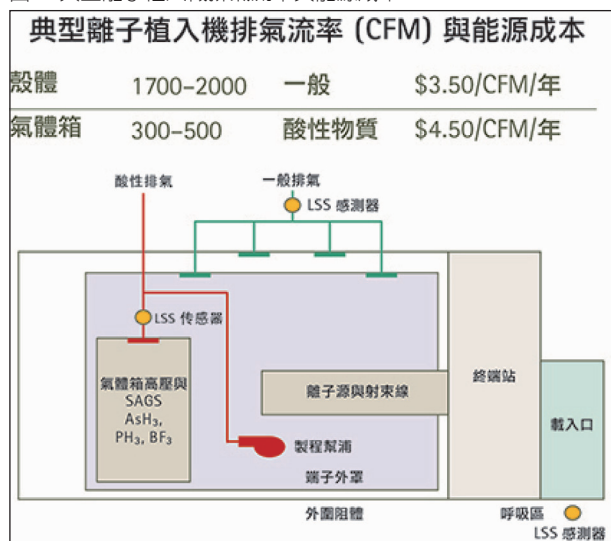 典型離子植入機排氣流率 (CFM) 與能源成本
殼體 1700–2000 一般 $3.50/CFM/年
氣體箱 300–500 酸性物質 $4.50/CFM/年
酸性排氣
一般排氣
LSS 感測器
LSS 传感器
氣體箱高壓與
SAGS
AsH₃,
PH₃, BF₃
離子源與射束線
終端站
載入口
製程幫浦
端子外罩
外圍阻體
呼吸區
LSS 感測器